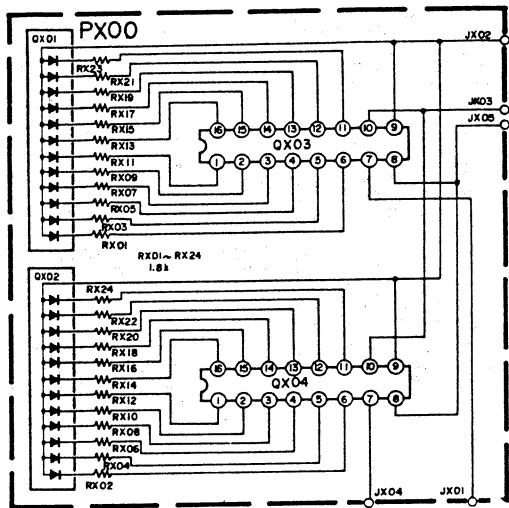 PX00
QX01
JX02
RX23
RX21
RX19
JX03
RX17
JX05
RX15
16 15 14 13 12 11 10 9
RX13
QX03
RX11
1 2 3 4 5 6 7 8
RX09
RX07
RX05
RX03
RX01
RX01~RX24
1.8k
QX02
RX24
RX22
RX20
RX18
16 15 14 13 12 11 10 9
RX16
RX14
QX04
RX12
1 2 3 4 5 6 7 8
RX10
RX08
RX06
RX04
RX02
JX04
JX01